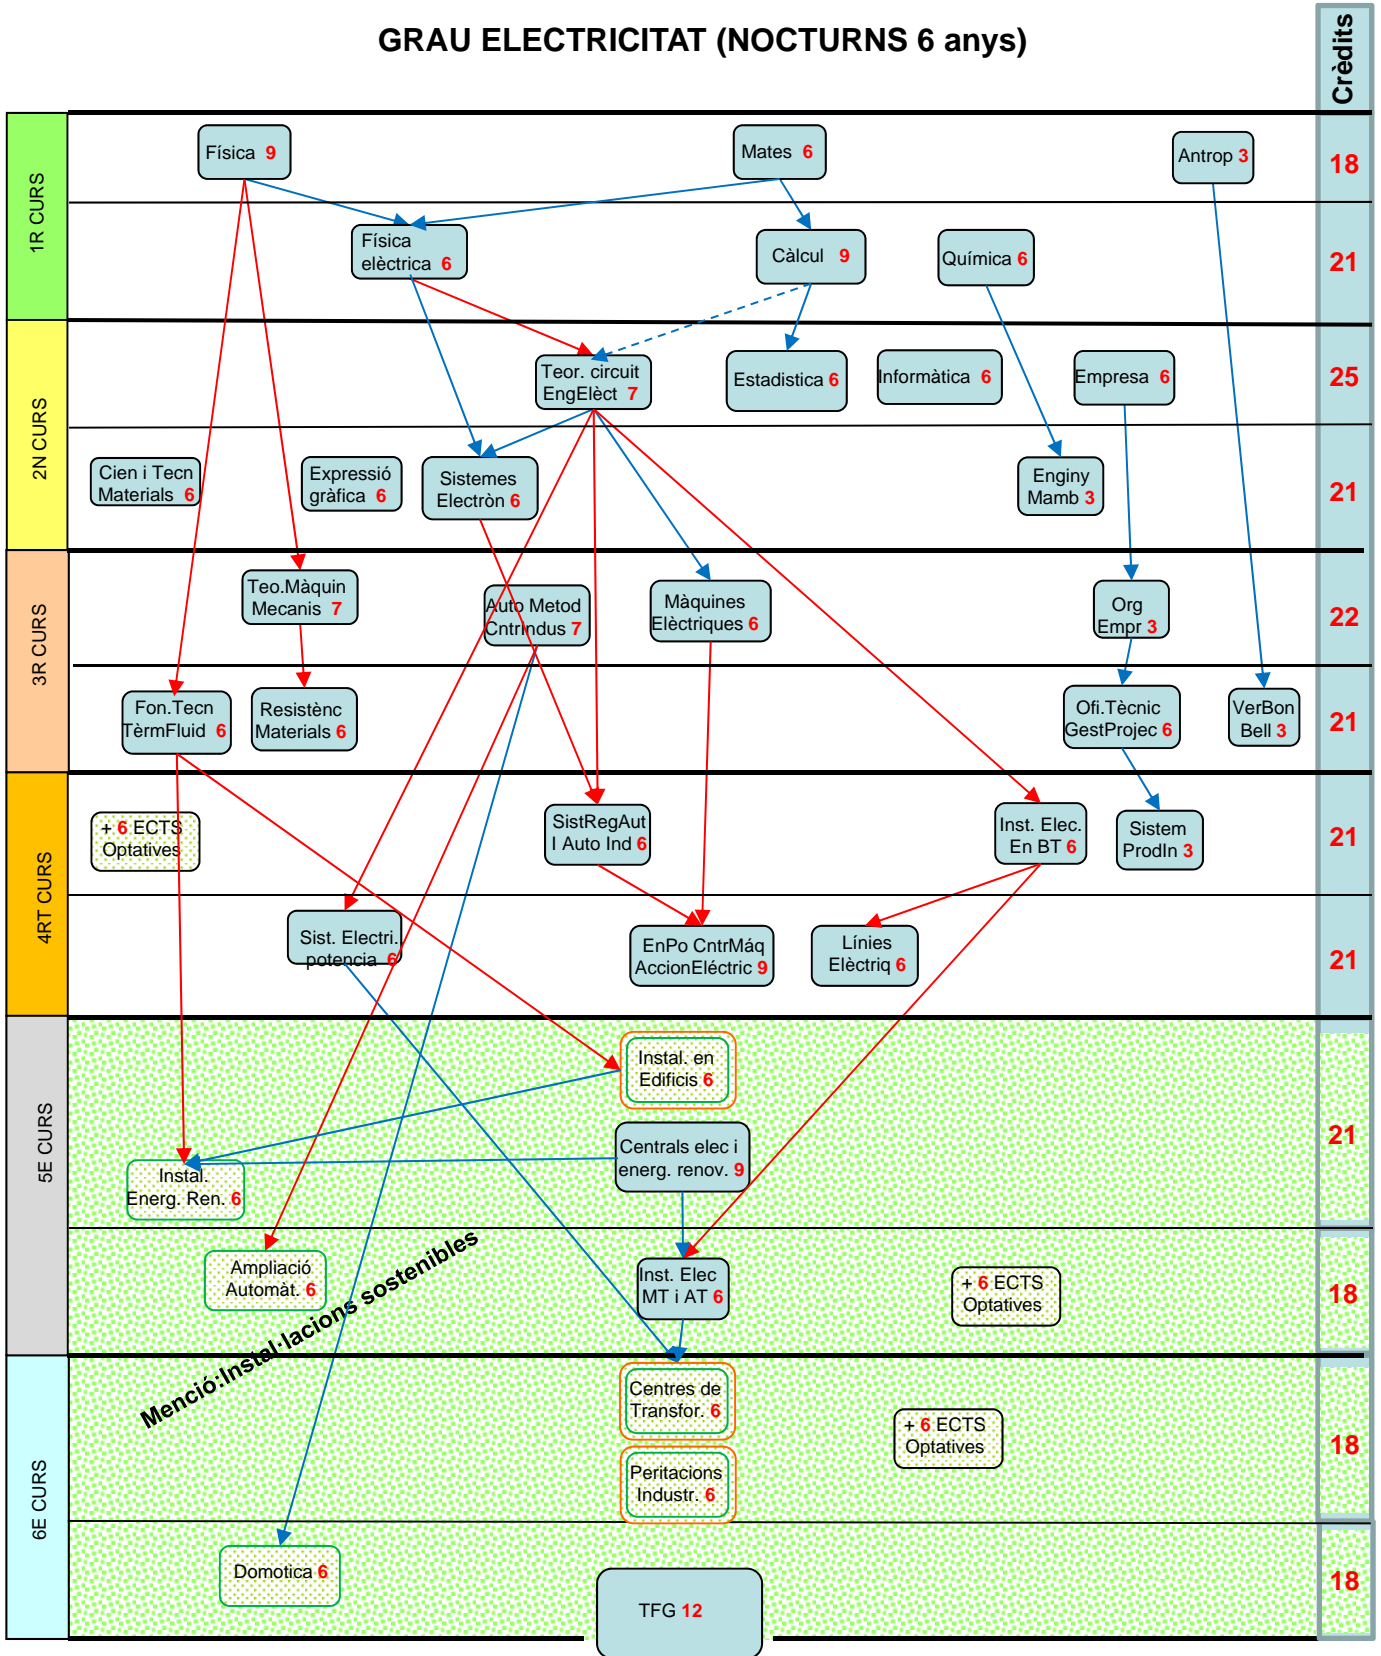 GRAU ELECTRICITAT (NOCTURNS 6 anys)
Crèdits
1R CURS
Física 9
Mates 6
Antrop 3
18
Física
elèctrica 6
Càlcul 9
Química 6
21
2N CURS
Teor. circuit
EngElèct 7
Estadistica 6
Informàtica 6
Empresa 6
25
Cien i Tecn
Materials 6
Expressió
gràfica 6
Sistemes
Electròn 6
Enginy
Mamb 3
21
3R CURS
Teo.Màquin
Mecanis 7
Auto Metod
CntrIndus 7
Màquines
Elèctriques 6
Org
Empr 3
22
Fon.Tecn
TèrmFluid 6
Resistènc
Materials 6
Ofi.Tècnic
GestProjec 6
VerBon
Bell 3
21
4RT CURS
+ 6 ECTS
Optatives
SistRegAut
I Auto Ind 6
Inst. Elec.
En BT 6
Sistem
ProdIn 3
21
Sist. Electri.
potencia 6
EnPo CntrMáq
AccionEléctric 9
Línies
Elèctriq 6
21
5E CURS
Instal. en
Edificis 6
Centrals elec i
energ. renov. 9
Instal.
Energ. Ren. 6
21
Ampliació
Automàt. 6
Inst. Elec
MT i AT 6
+ 6 ECTS
Optatives
18
Menció:Instal·lacions sostenibles
6E CURS
Centres de
Transfor. 6
+ 6 ECTS
Optatives
Peritacions
Industr. 6
18
Domotica 6
TFG 12
18